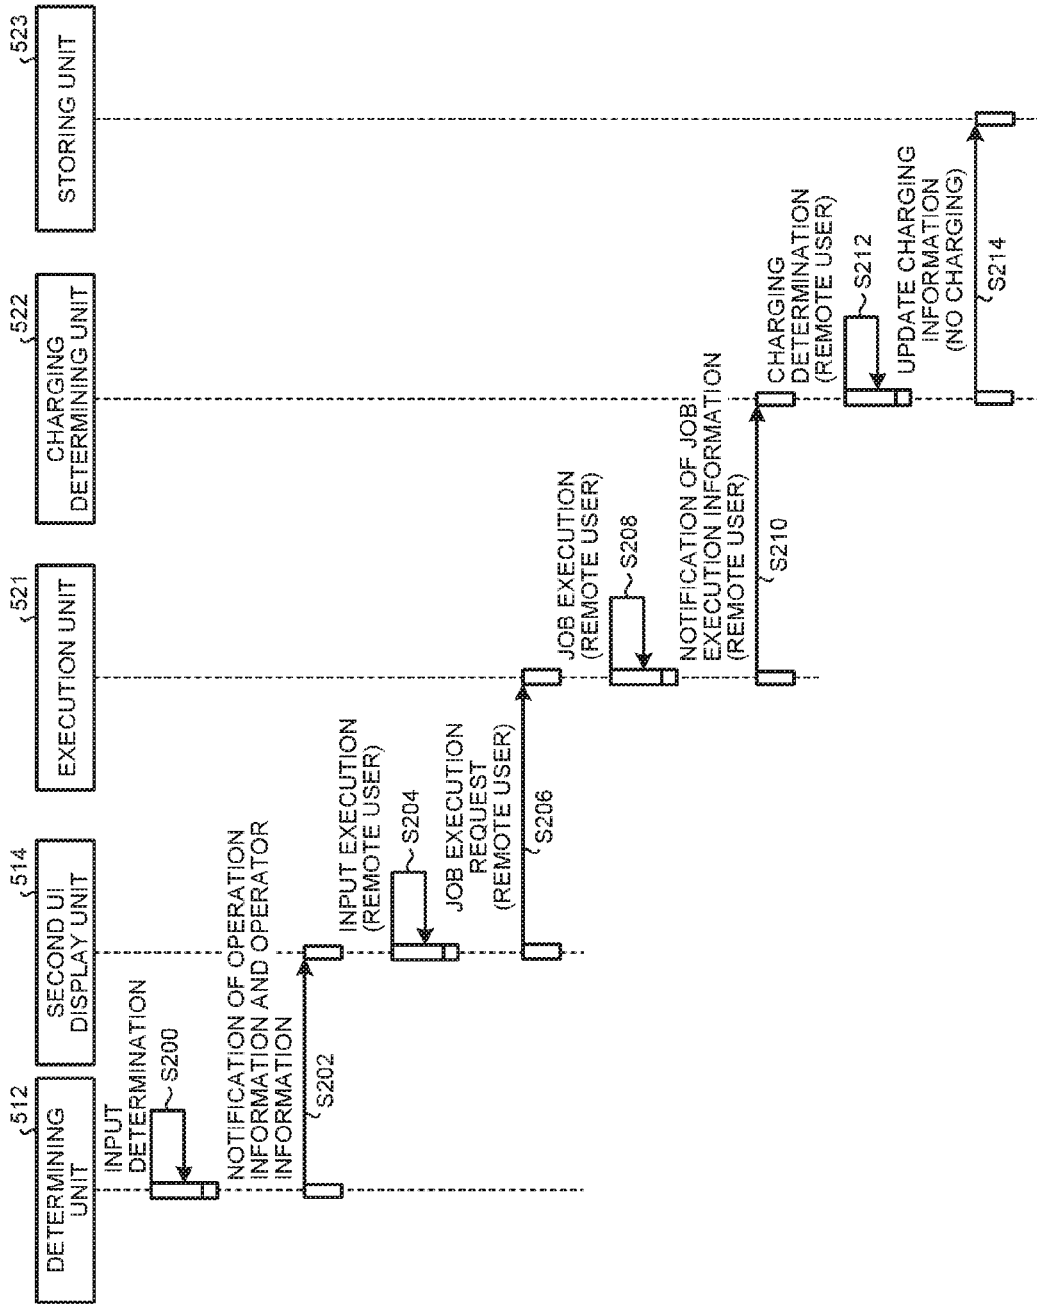 512
DETERMINING
UNIT
514
SECOND UI
DISPLAY UNIT
521
EXECUTION UNIT
522
CHARGING
DETERMINING UNIT
523
STORING UNIT
INPUT
DETERMINATION
S200
NOTIFICATION OF OPERATION
INFORMATION AND OPERATOR
INFORMATION
S202
INPUT EXECUTION
(REMOTE USER)
S204
JOB EXECUTION
REQUEST
(REMOTE USER)
S206
JOB EXECUTION
(REMOTE USER)
S208
NOTIFICATION OF JOB
EXECUTION INFORMATION
(REMOTE USER)
S210
CHARGING
DETERMINATION
(REMOTE USER)
S212
UPDATE CHARGING
INFORMATION
(NO CHARGING)
S214